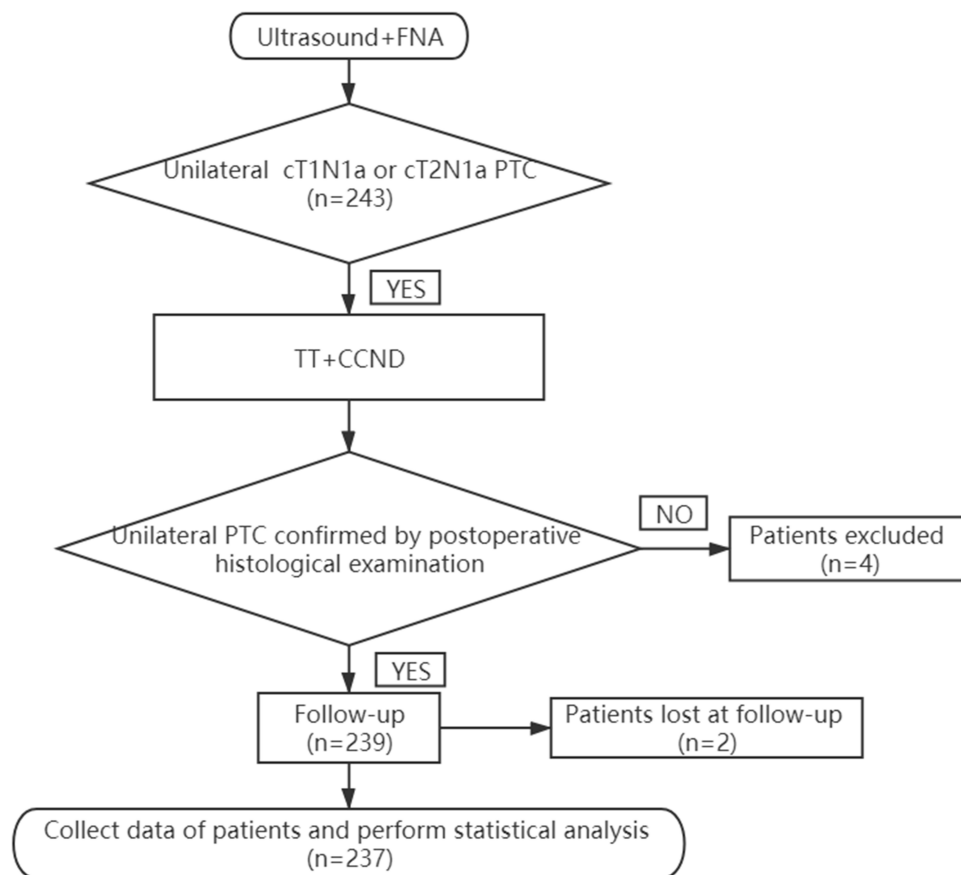 Ultrasound+FNA
Unilateral cT1N1a or cT2N1a PTC
(n=243)
YES
TT+CCND
Unilateral PTC confirmed by postoperative
histological examination
NO
Patients excluded
(n=4)
YES
Follow-up
(n=239)
Patients lost at follow-up
(n=2)
Collect data of patients and perform statistical analysis
(n=237)